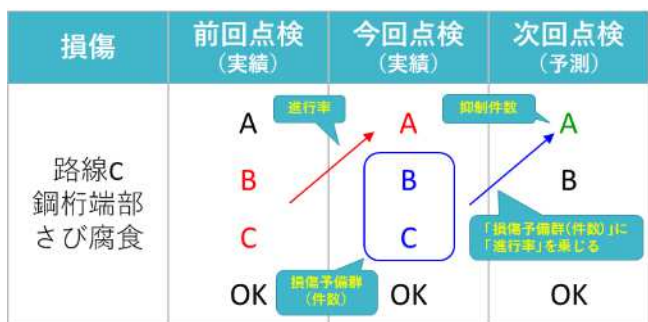 損傷
前回点検
（実績）
今回点検
（実績）
次回点検
（予測）
路線C
鋼桁端部
さび腐食
A
B
C
OK
進行率
A
B
C
OK
損傷予備群
（件数）
抑制件数
A
B
OK
「損傷予備群（件数）」に
「進行率」を乗じる